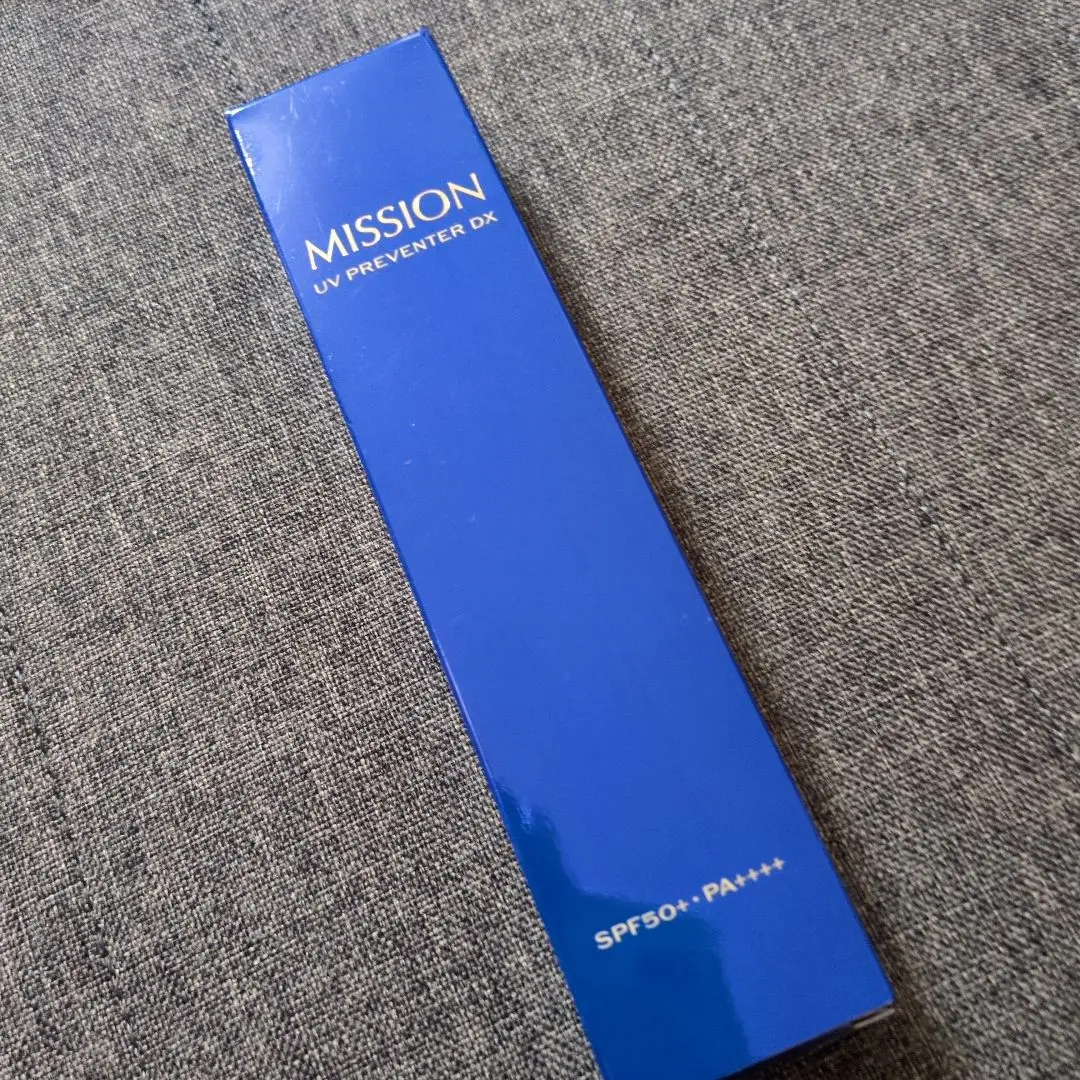 MISSION
UV PREVENTER DX
SPF50+・PA++++